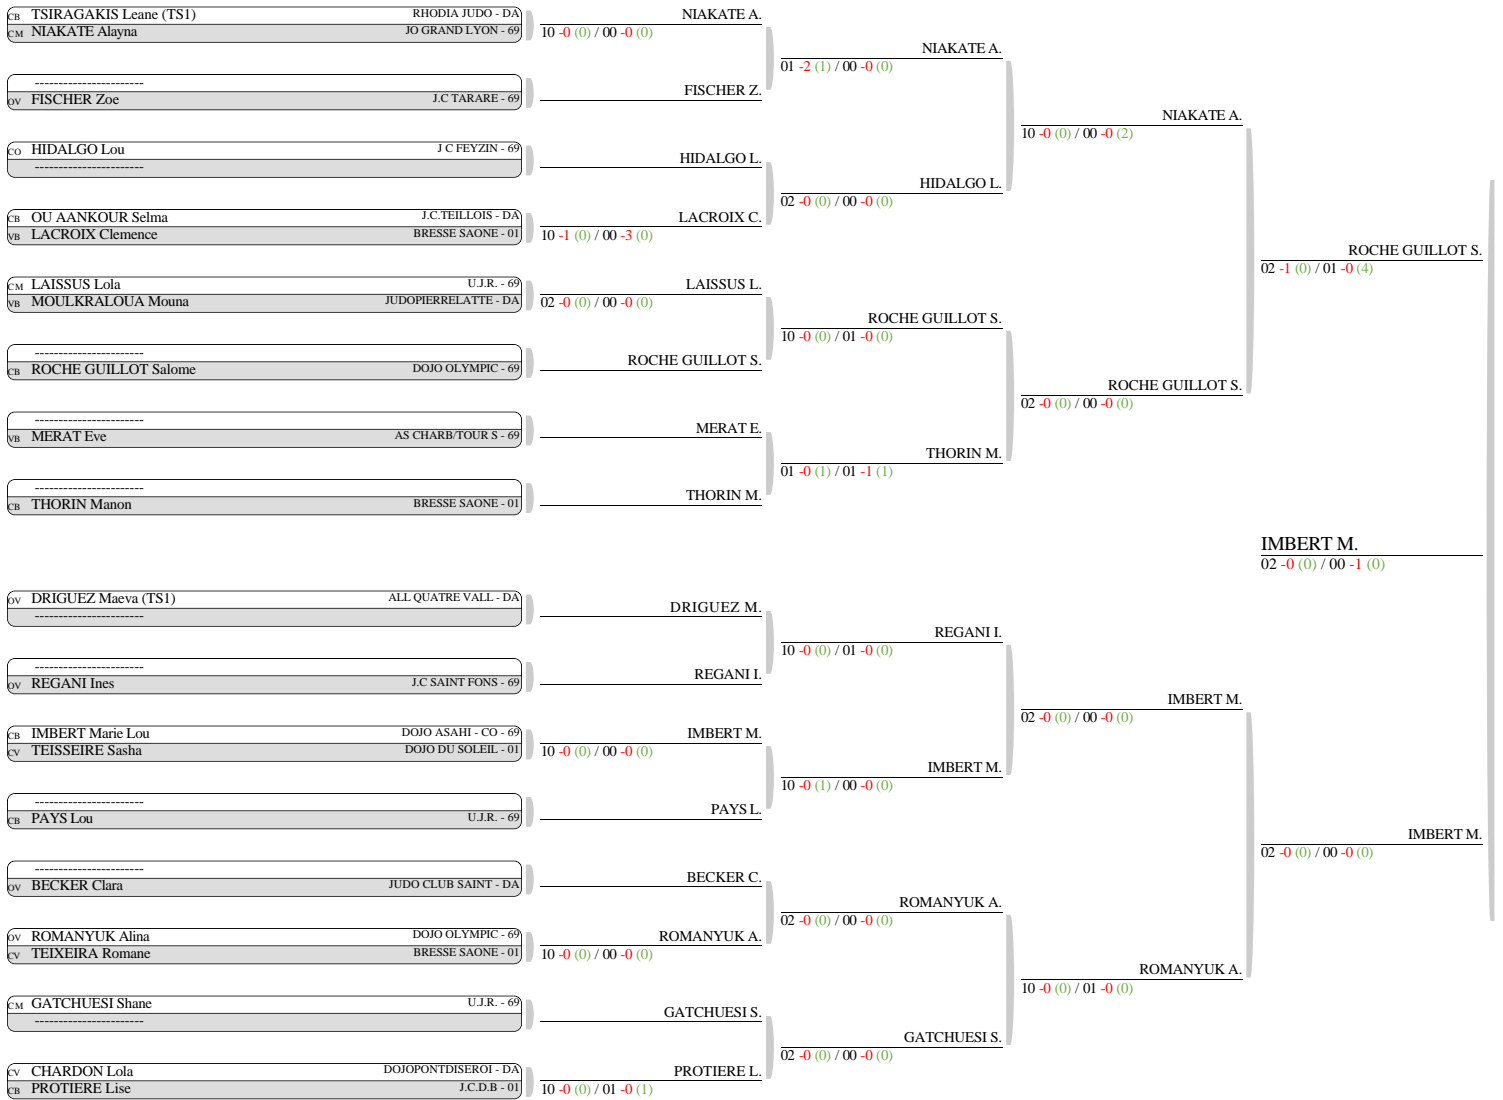 CB TSIRAGAKIS Leane (TS1) RHODIA JUDO - DA
CM NIAKATE Alayna JO GRAND LYON - 69
-----------------------
OV FISCHER Zoe J.C TARARE - 69
CO HIDALGO Lou J C FEYZIN - 69
-----------------------
CB OU AANKOUR Selma J.C.TEILLOIS - DA
VB LACROIX Clemence BRESSE SAONE - 01
CM LAISSUS Lola U.J.R. - 69
VB MOULKRALOUA Mouna JUDOPIERRELATTE - DA
-----------------------
CB ROCHE GUILLOT Salome DOJO OLYMPIC - 69
-----------------------
VB MERAT Eve AS CHARB/TOUR S - 69
-----------------------
CB THORIN Manon BRESSE SAONE - 01
OV DRIGUEZ Maeva (TS1) ALL QUATRE VALL - DA
-----------------------
-----------------------
OV REGANI Ines J.C SAINT FONS - 69
CB IMBERT Marie Lou DOJO ASAHI - CO - 69
CV TEISSEIRE Sasha DOJO DU SOLEIL - 01
-----------------------
CB PAYS Lou U.J.R. - 69
-----------------------
OV BECKER Clara JUDO CLUB SAINT - DA
OV ROMANYUK Alina DOJO OLYMPIC - 69
CV TEIXEIRA Romane BRESSE SAONE - 01
CM GATCHUESI Shane U.J.R. - 69
-----------------------
CV CHARDON Lola DOJOPONTDISEROI - DA
CB PROTIERE Lise J.C.D.B - 01
NIAKATE A.
10 -0 (0) / 00 -0 (0)
FISCHER Z.
HIDALGO L.
LACROIX C.
10 -1 (0) / 00 -3 (0)
LAISSUS L.
02 -0 (0) / 00 -0 (0)
ROCHE GUILLOT S.
MERAT E.
THORIN M.
DRIGUEZ M.
REGANI I.
IMBERT M.
10 -0 (0) / 00 -0 (0)
PAYS L.
BECKER C.
ROMANYUK A.
10 -0 (0) / 00 -0 (0)
GATCHUESI S.
PROTIERE L.
10 -0 (0) / 01 -0 (1)
NIAKATE A.
01 -2 (1) / 00 -0 (0)
HIDALGO L.
02 -0 (0) / 00 -0 (0)
ROCHE GUILLOT S.
10 -0 (0) / 01 -0 (0)
THORIN M.
01 -0 (1) / 01 -1 (1)
REGANI I.
10 -0 (0) / 01 -0 (0)
IMBERT M.
10 -0 (1) / 00 -0 (0)
ROMANYUK A.
02 -0 (0) / 00 -0 (0)
GATCHUESI S.
02 -0 (0) / 00 -0 (0)
NIAKATE A.
10 -0 (0) / 00 -0 (2)
ROCHE GUILLOT S.
02 -0 (0) / 00 -0 (0)
IMBERT M.
02 -0 (0) / 00 -0 (0)
ROMANYUK A.
10 -0 (0) / 01 -0 (0)
ROCHE GUILLOT S.
02 -1 (0) / 01 -0 (4)
IMBERT M.
02 -0 (0) / 00 -1 (0)
IMBERT M.
02 -0 (0) / 00 -0 (0)